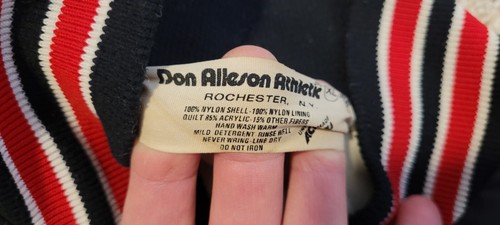 Don Alleson Athletic
ROCHESTER, N.Y.
100% NYLON SHELL-100% NYLON LINING
QUILT 85% ACRYLIC-15% OTHER FIBERS
HAND WASH WARM
MILD DETERGENT RINSE WELL
NEVER WRING-LINE DRY
DO NOT IRON